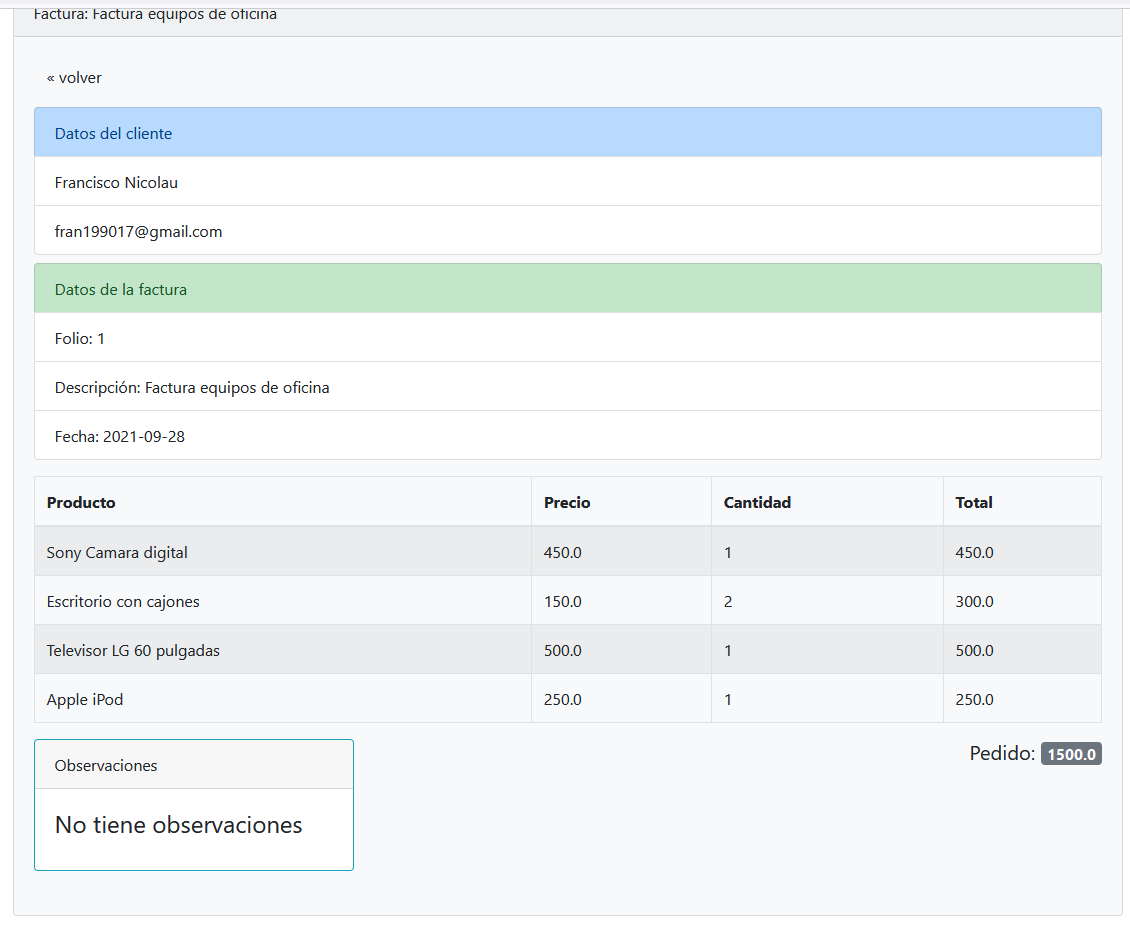 Factura: Factura equipos de oficina
« volver
Datos del cliente
Francisco Nicolau
fran199017@gmail.com
Datos de la factura
Folio: 1
Descripción: Factura equipos de oficina
Fecha: 2021-09-28
Producto Precio Cantidad Total
Sony Camara digital 450.0 1 450.0
Escritorio con cajones 150.0 2 300.0
Televisor LG 60 pulgadas 500.0 1 500.0
Apple iPod 250.0 1 250.0
Pedido: 1500.0
Observaciones
No tiene observaciones